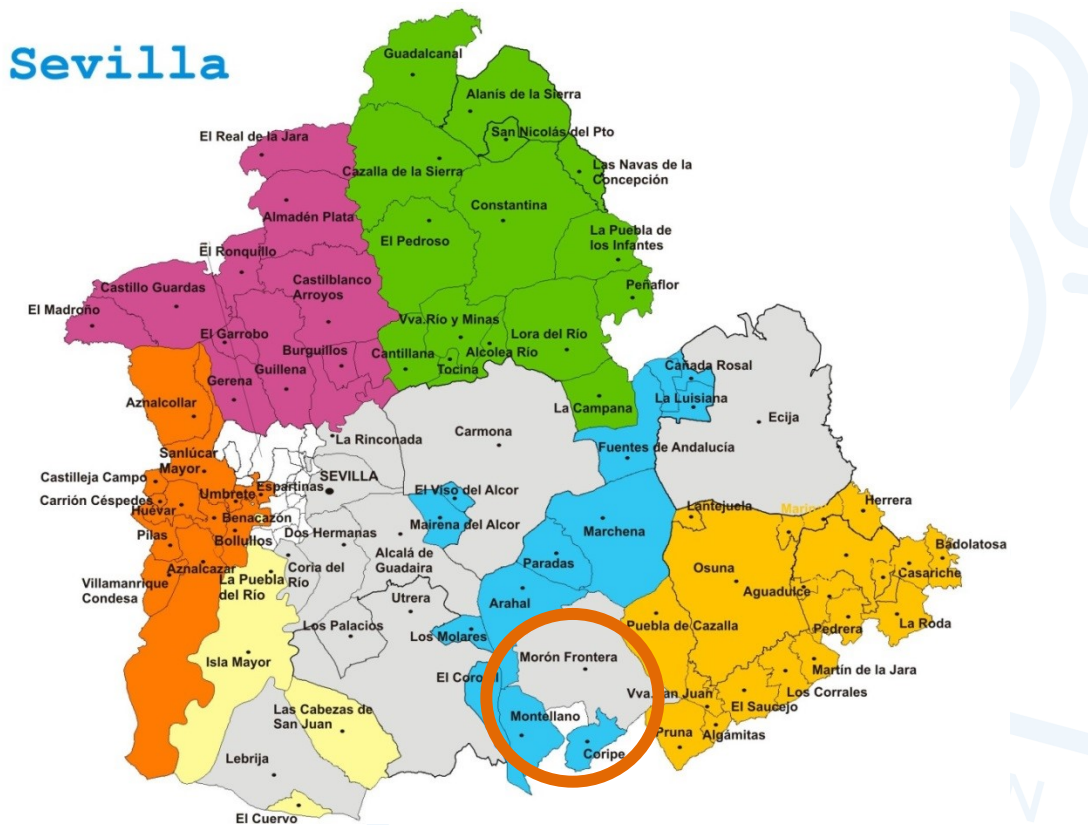 Sevilla
Guadalcanal
Alanís de la Sierra
San Nicolás del Pto
El Real de la Jara
Cazalla de la Sierra
Las Navas de la
Concepción
Almadén Plata
Constantina
El Pedroso
La Puebla de
los Infantes
El Ronquillo
Castillo Guardas
Castilblanco
Arroyos
Peñaflor
El Madroño
El Garrobo
Vva.Río y Minas
Lora del Río
Burguillos
Cantillana
Alcolea Río
Tocina
Guillena
Gerena
Cañada Rosal
La Luisiana
Aznalcollar
La Campana
Ecija
La Rinconada
Carmona
Fuentes de Andalucía
Sanlúcar
Mayor
Castilleja Campo
SEVILLA
Espartinas
El Viso del Alcor
Carrión Céspedes
Umbrete
Huévar
Benacazón
Mairena del Alcor
Lantejuela
Herrera
Marchena
Dos Hermanas
Pílas
Bollullos
Badolatosa
Alcalá de
Guadaira
Coria del
Río
Paradas
Casariche
Aznalcazar
Osuna
Villamanrique
Condesa
La Puebla
del Río
Aguadulce
Utrera
Arahal
Los Palacios
Los Molares
Puebla de Cazalla
Pedrera
La Roda
Isla Mayor
Morón Frontera
Martín de la Jara
El
Los Corrales
El Saucejo
Las Cabezas de
San Juan
Montellano
Pruna
Algámitas
Lebrija
Coripe
El Cuervo